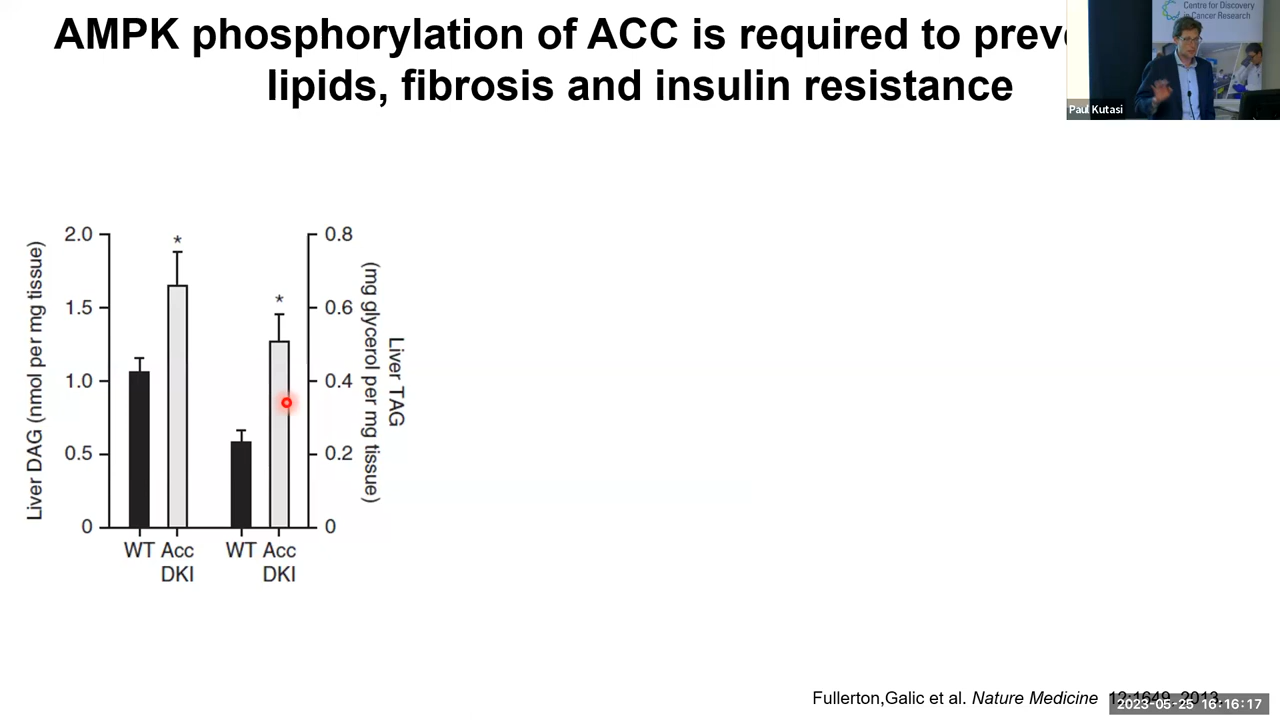 AMPK phosphorylation of ACC is required to prev
lipids, fibrosis and insulin resistance
Centre for Discovery
in Cancer Research
Paul Kutasi
Liver DAG (nmol per mg tissue)
2.0
1.5
1.0
0.5
0
*
*
0.8
0.6
0.4
0.2
0
Liver TAG
(mg glycerol per mg tissue)
WT Acc
DKI
WT Acc
DKI
Fullerton,Galic et al. Nature Medicine 12:1649, 2013.
2023-05-25 16:16:17